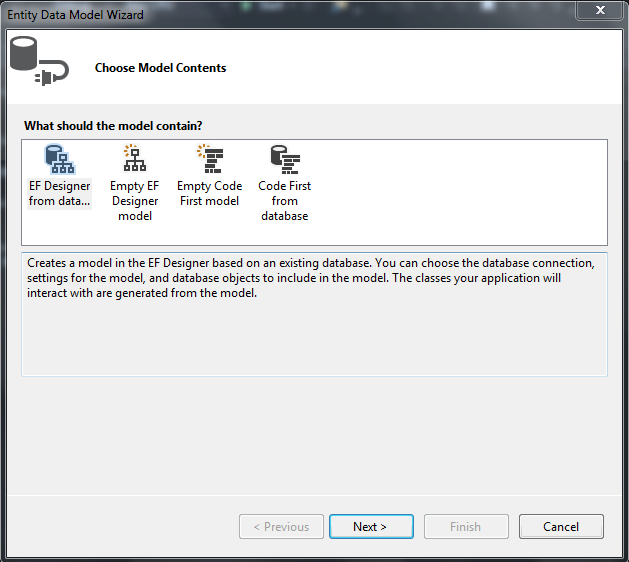 Entity Data Model Wizard
Choose Model Contents
What should the model contain?
EF Designer
from data...
Empty EF
Designer
model
Empty Code
First model
Code First
from
database
Creates a model in the EF Designer based on an existing database. You can choose the database connection,
settings for the model, and database objects to include in the model. The classes your application will
interact with are generated from the model.
< Previous
Next >
Finish
Cancel